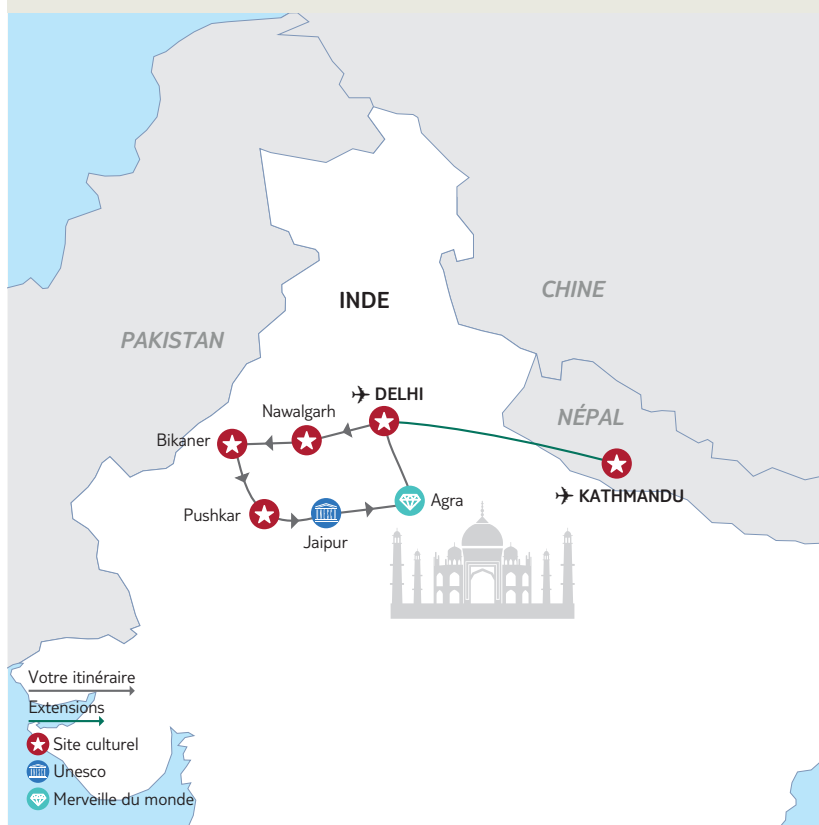 CHINE
INDE
PAKISTAN
DELHI
Nawalgarh
NÉPAL
Bikaner
KATHMANDU
Agra
Pushkar
Jaipur
Votre itinéraire
Extensions
Site culturel
Unesco
Merveille du monde